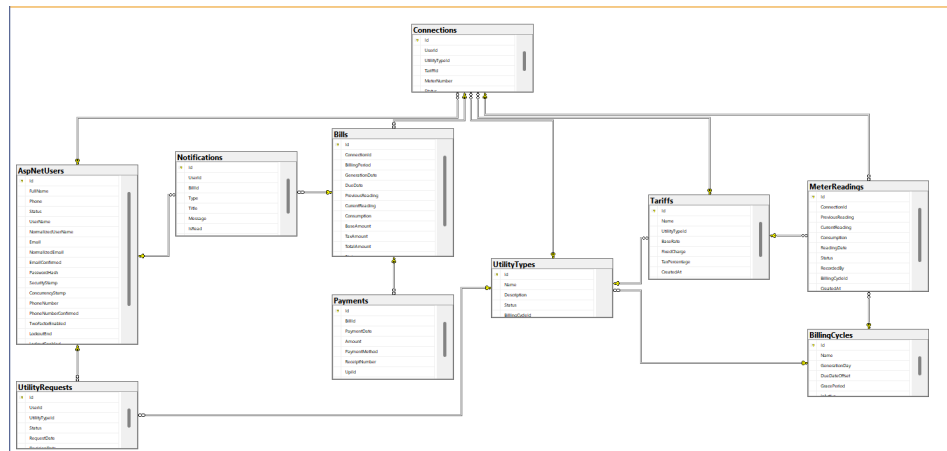 Connections
Id
UserId
UtilityTypeId
TariffId
MeterNumber
Status
Bills
Id
ConnectionId
BillingPeriod
GenerationDate
DueDate
PreviousReading
CurrentReading
Consumption
BaseAmount
TaxAmount
TotalAmount
Notifications
Id
UserId
BillId
Type
Title
Message
IsRead
AspNetUsers
Id
FullName
Phone
Status
UserName
NormalizedUserName
Email
NormalizedEmail
EmailConfirmed
PasswordHash
SecurityStamp
ConcurrencyStamp
PhoneNumber
PhoneNumberConfirmed
TwoFactorEnabled
LockoutEnd
LockoutEnabled
MeterReadings
Id
ConnectionId
PreviousReading
CurrentReading
Consumption
ReadingDate
Status
RecordedBy
BillingCycleId
CreatedAt
Tariffs
Id
Name
UtilityTypeId
BaseRate
FixedCharge
TaxPercentage
CreatedAt
UtilityTypes
Id
Name
Description
Status
BillingCycleId
Payments
Id
BillId
PaymentDate
Amount
PaymentMethod
ReceiptNumber
UpiId
BillingCycles
Id
Name
GenerationDay
DueDateOffset
GracePeriod
UtilityRequests
Id
UserId
UtilityTypeId
Status
RequestDate